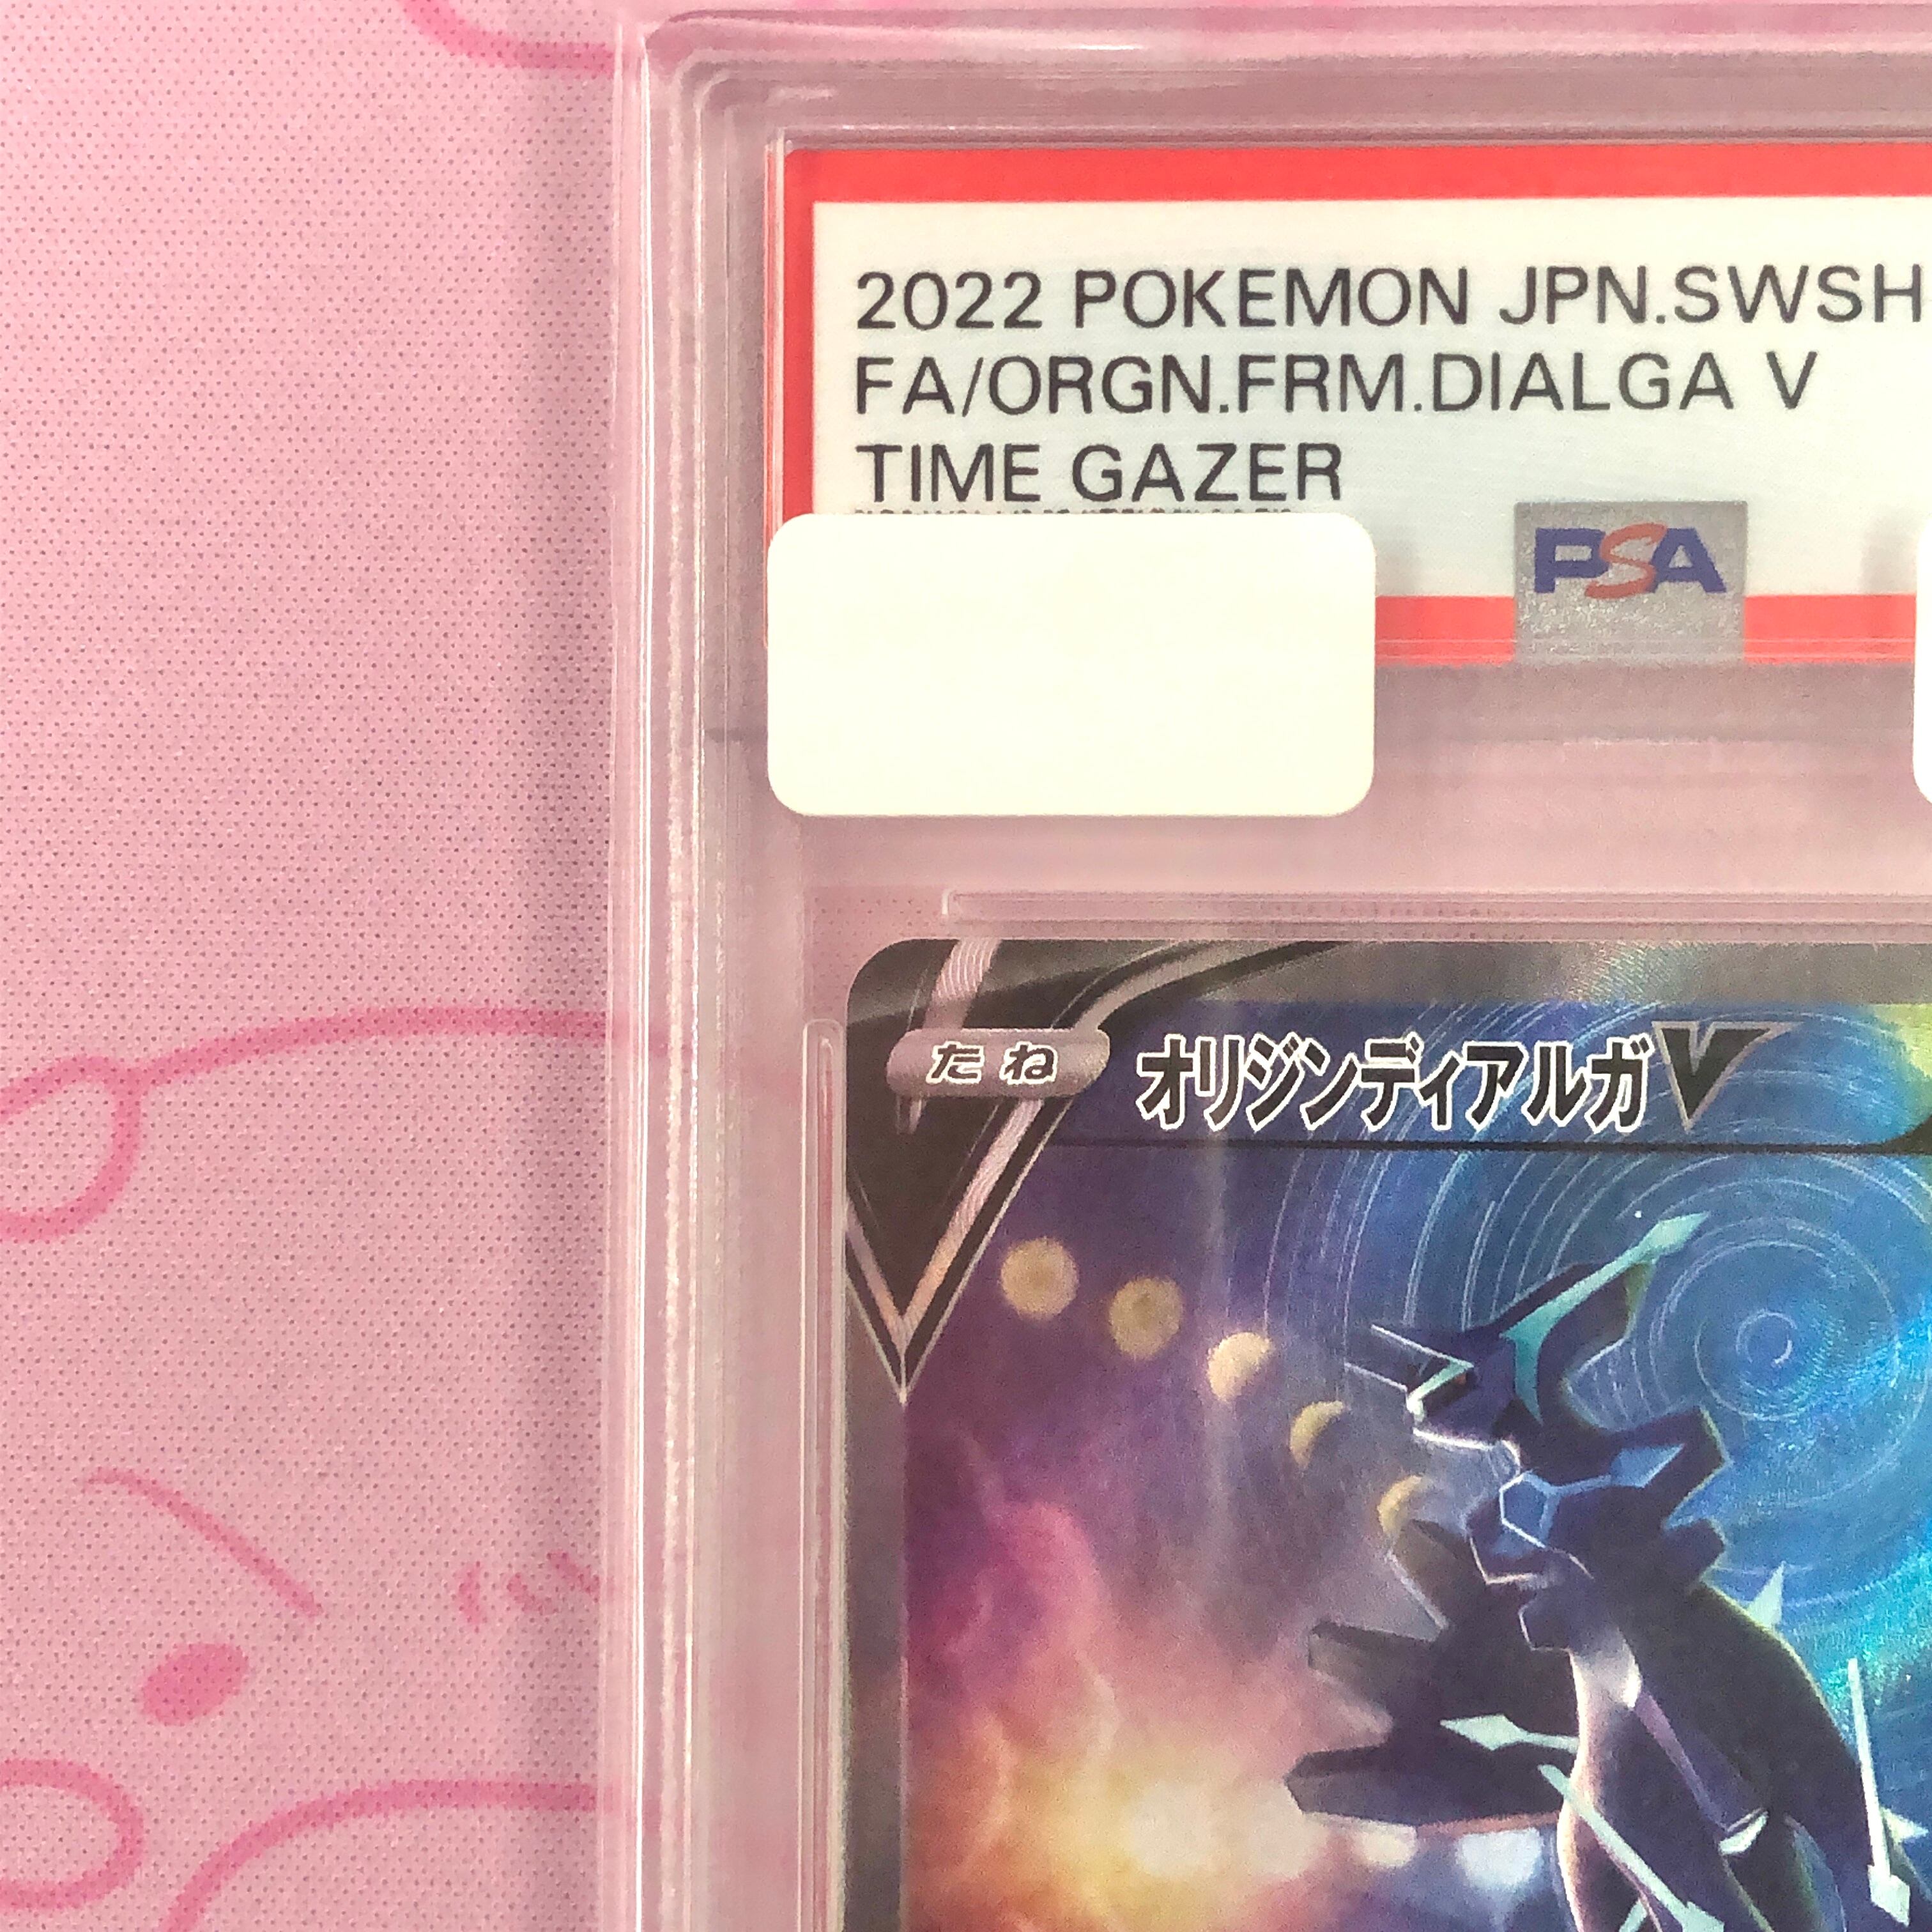 2022 POKEMON JPN.SWSH
FA/ORGN.FRM.DIALGA V
TIME GAZER
PSA
たね
オリジンディアルガV